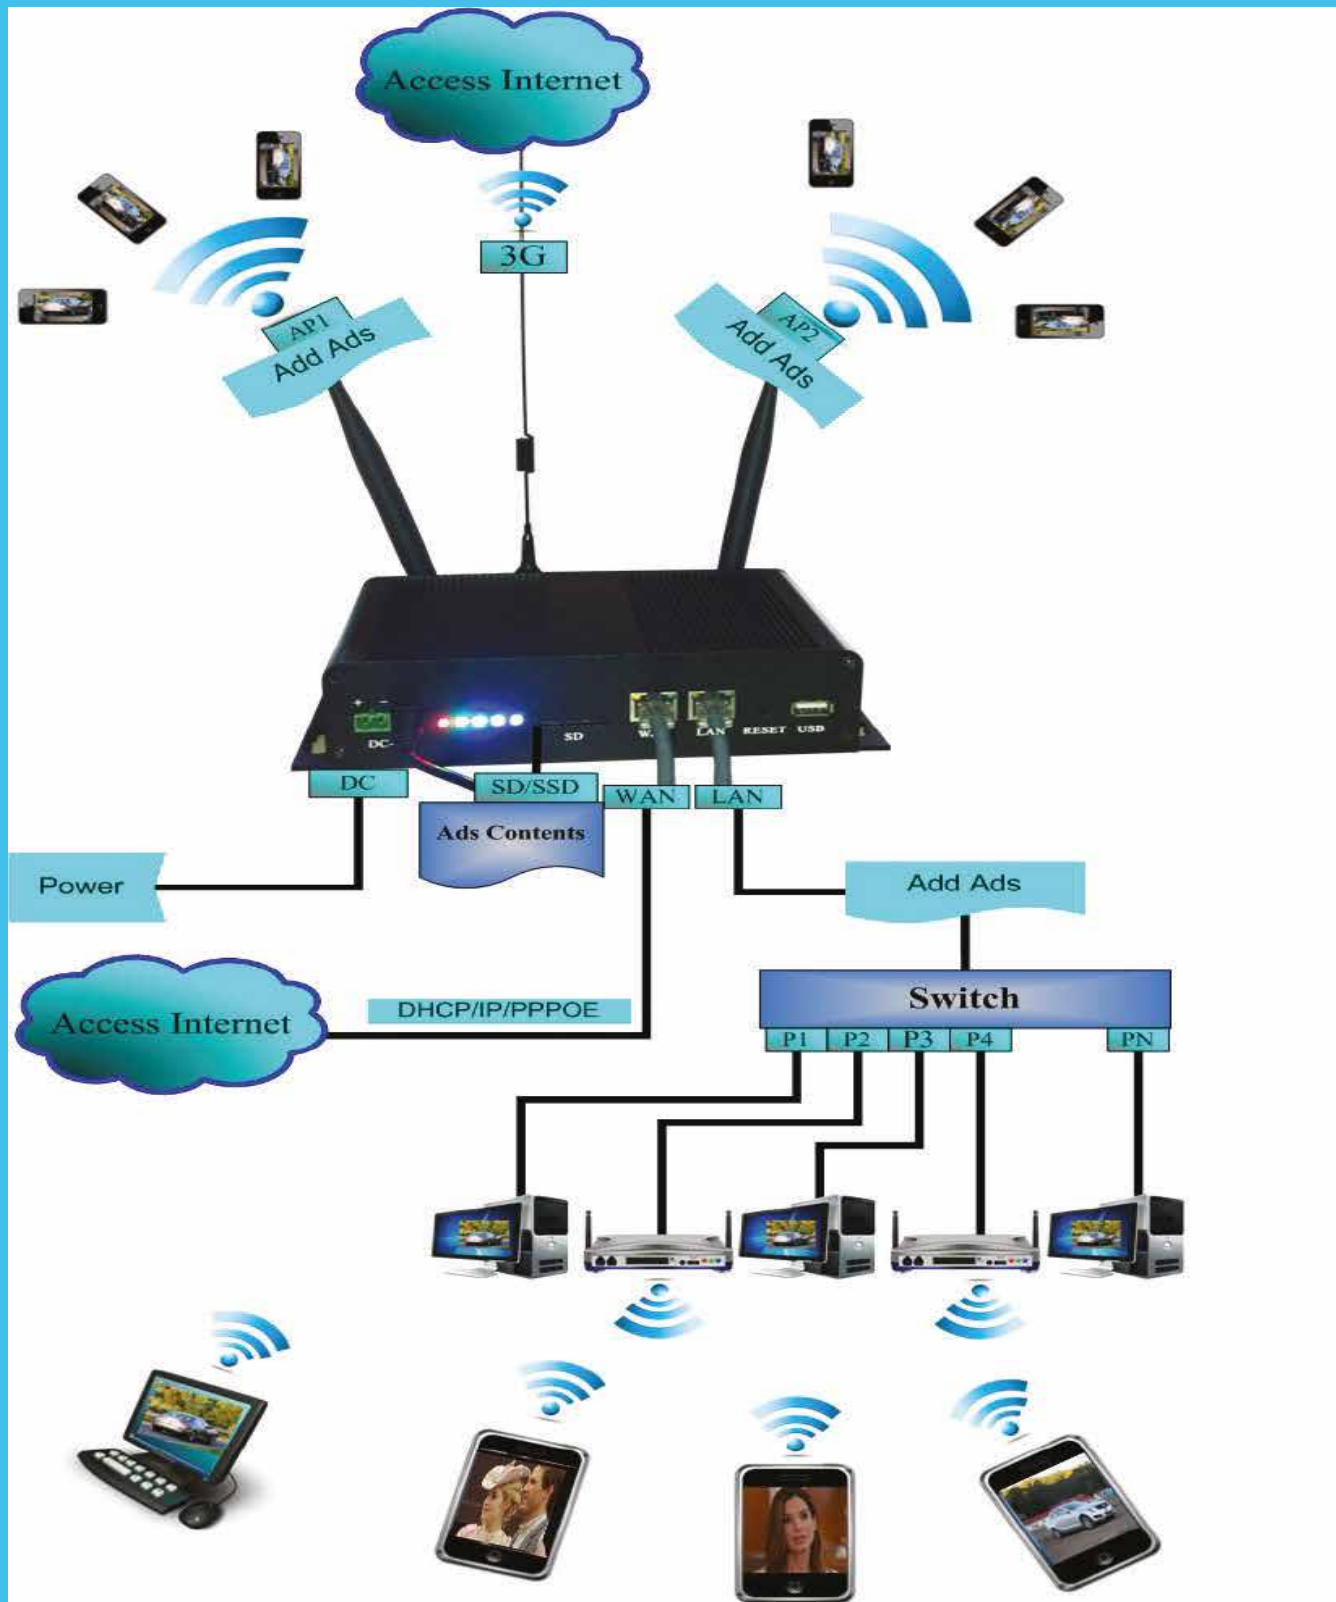 Access Internet
3G
AP1
Add Ads
AP2
Add Ads
+ -
DC-
SD
LAN
RESET
USB
DC
SD/SSD
WAN
LAN
Ads Contents
Power
Add Ads
Access Internet
DHCP/IP/PPPOE
Switch
P1
P2
P3
P4
PN